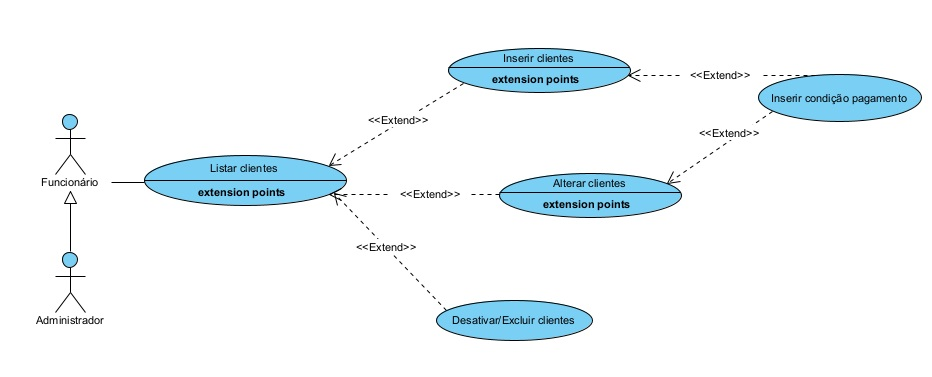 Inserir clientes
extension points
<<Extend>>
Inserir condição pagamento
<<Extend>>
<<Extend>>
Funcionário
Listar clientes
extension points
<<Extend>>
Alterar clientes
extension points
<<Extend>>
Administrador
Desativar/Excluir clientes